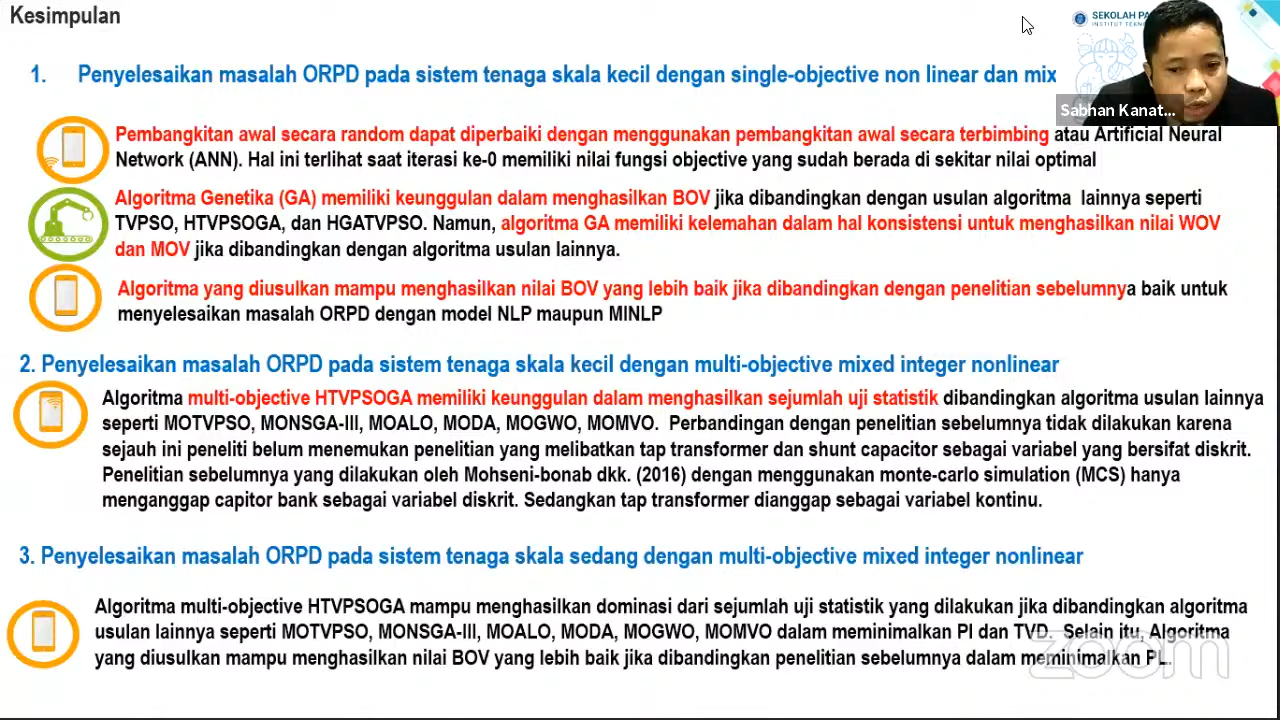 Kesimpulan
SEKOLAH PA
INSTITUT TEKN
1. Penyelesaikan masalah ORPD pada sistem tenaga skala kecil dengan single-objective non linear dan mix
Sabhan Kanat...
Pembangkitan awal secara random dapat diperbaiki dengan menggunakan pembangkitan awal secara terbimbing atau Artificial Neural
Network (ANN). Hal ini terlihat saat iterasi ke-0 memiliki nilai fungsi objective yang sudah berada di sekitar nilai optimal
Algoritma Genetika (GA) memiliki keunggulan dalam menghasilkan BOV jika dibandingkan dengan usulan algoritma lainnya seperti
TVPSO, HTVPSOGA, dan HGATVPSO. Namun, algoritma GA memiliki kelemahan dalam hal konsistensi untuk menghasilkan nilai WOV
dan MOV jika dibandingkan dengan algoritma usulan lainnya.
Algoritma yang diusulkan mampu menghasilkan nilai BOV yang lebih baik jika dibandingkan dengan penelitian sebelumnya baik untuk
menyelesaikan masalah ORPD dengan model NLP maupun MINLP
2. Penyelesaikan masalah ORPD pada sistem tenaga skala kecil dengan multi-objective mixed integer nonlinear
Algoritma multi-objective HTVPSOGA memiliki keunggulan dalam menghasilkan sejumlah uji statistik dibandingkan algoritma usulan lainnya
seperti MOTVPSO, MONSGA-III, MOALO, MODA, MOGWO, MOMVO. Perbandingan dengan penelitian sebelumnya tidak dilakukan karena
sejauh ini peneliti belum menemukan penelitian yang melibatkan tap transformer dan shunt capacitor sebagai variabel yang bersifat diskrit.
Penelitian sebelumnya yang dilakukan oleh Mohseni-bonab dkk. (2016) dengan menggunakan monte-carlo simulation (MCS) hanya
menganggap capitor bank sebagai variabel diskrit. Sedangkan tap transformer dianggap sebagai variabel kontinu.
3. Penyelesaikan masalah ORPD pada sistem tenaga skala sedang dengan multi-objective mixed integer nonlinear
Algoritma multi-objective HTVPSOGA mampu menghasilkan dominasi dari sejumlah uji statistik yang dilakukan jika dibandingkan algoritma
usulan lainnya seperti MOTVPSO, MONSGA-III, MOALO, MODA, MOGWO, MOMVO dalam meminimalkan Pl dan TVD. Selain itu, Algoritma
yang diusulkan mampu menghasilkan nilai BOV yang lebih baik jika dibandingkan penelitian sebelumnya dalam meminimalkan PL.
zoom